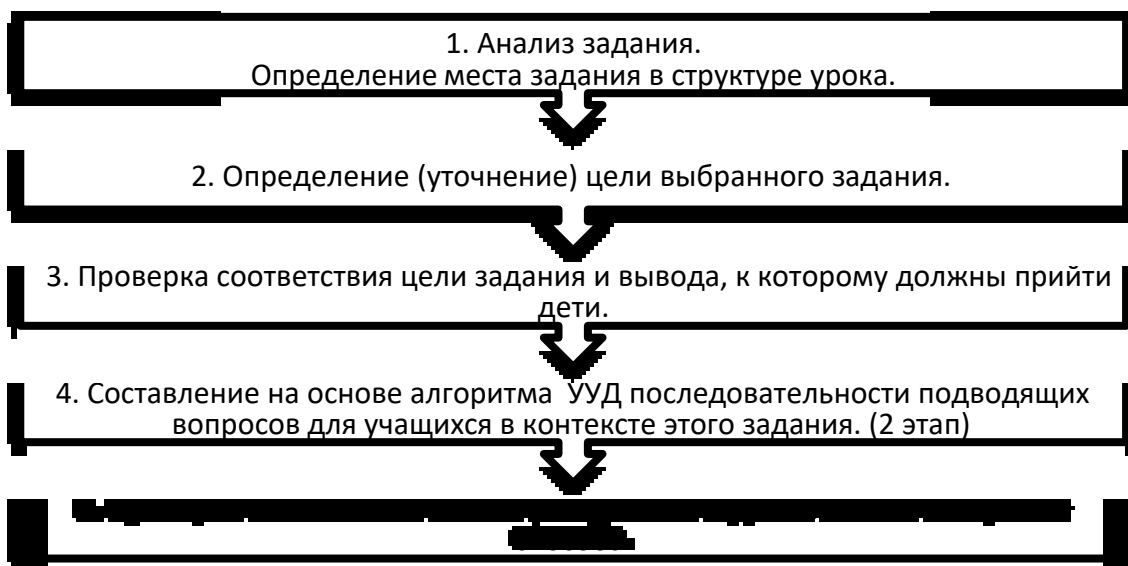 1. Анализ задания.
Определение места задания в структуре урока.
2. Определение (уточнение) цели выбранного задания.
3. Проверка соответствия цели задания и вывода, к которому должны прийти
дети.
4. Составление на основе алгоритма УУД последовательности подводящих
вопросов для учащихся в контексте этого задания. (2 этап)